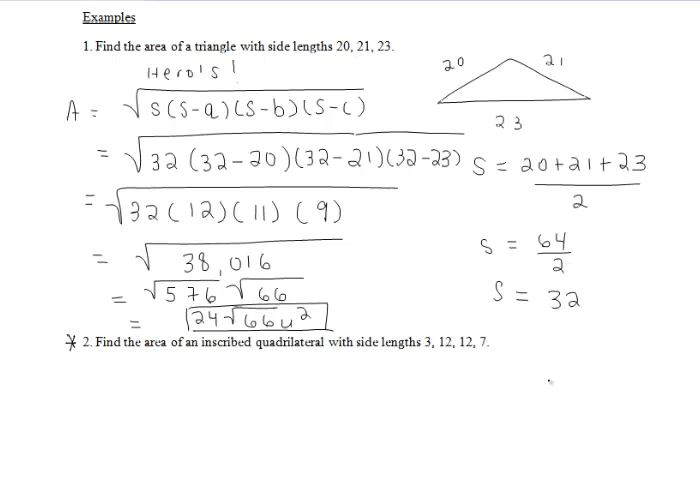 Examples
1. Find the area of a triangle with side lengths 20, 21, 23.
Hero's!
20
21
23
A = √s(s-a)(s-b)(s-c)
= √32(32-20)(32-21)(32-23)
= √32(12)(11)(9)
= √38,016
= √576 √66
= 24√66 u²
S = 20+21+23
2
s = 64
2
S = 32
* 2. Find the area of an inscribed quadrilateral with side lengths 3, 12, 12, 7.